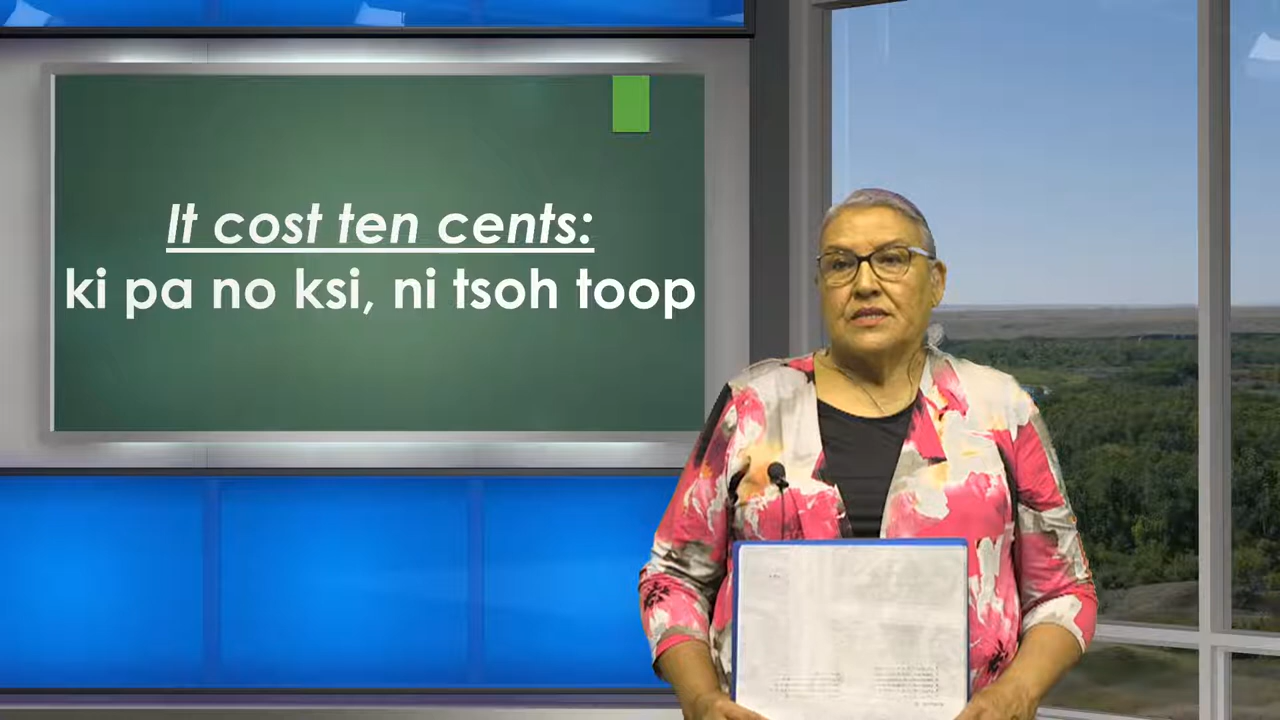 It cost ten cents:
ki pa no ksi, ni tsoh toop